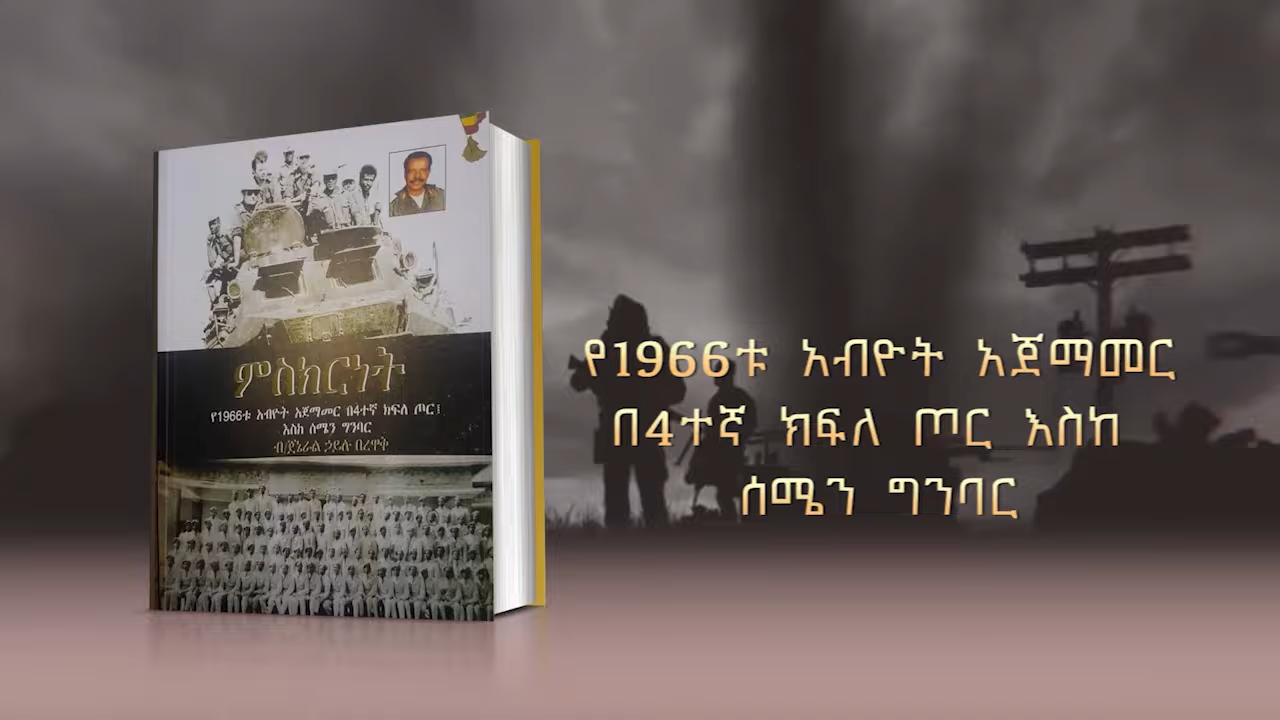 ምስክርነት
የ1966ቱ አብዮት አጀማመር በ4ተኛ ክፍለ ጦር፤
እስከ ሰሜን ግንባር
ብ/ጀኔራል ኃይሉ በረዋቅ
የ1966ቱ አብዮት አጀማመር
በ4ተኛ ክፍለ ጦር እስከ
ሰሜን ግንባር